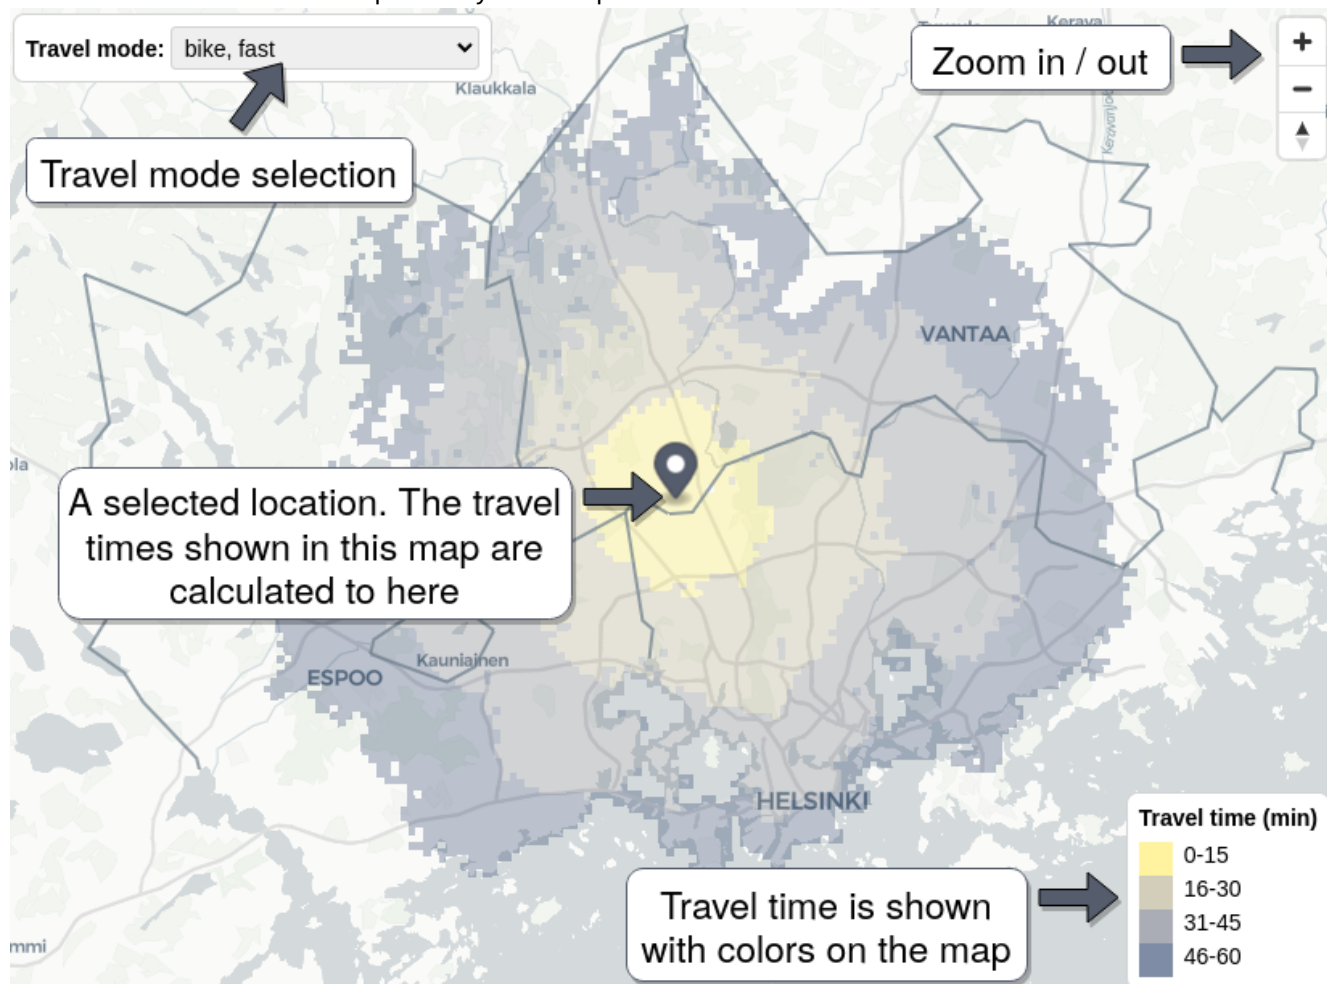 Travel mode: bike, fast
Zoom in / out
+
−
Kerava
Klaukkala
Keravanjoki
Travel mode selection
VANTAA
A selected location. The travel
times shown in this map are
calculated to here
Kauniainen
ESPOO
HELSINKI
Travel time (min)
0-15
16-30
31-45
46-60
Travel time is shown
with colors on the map
mmi